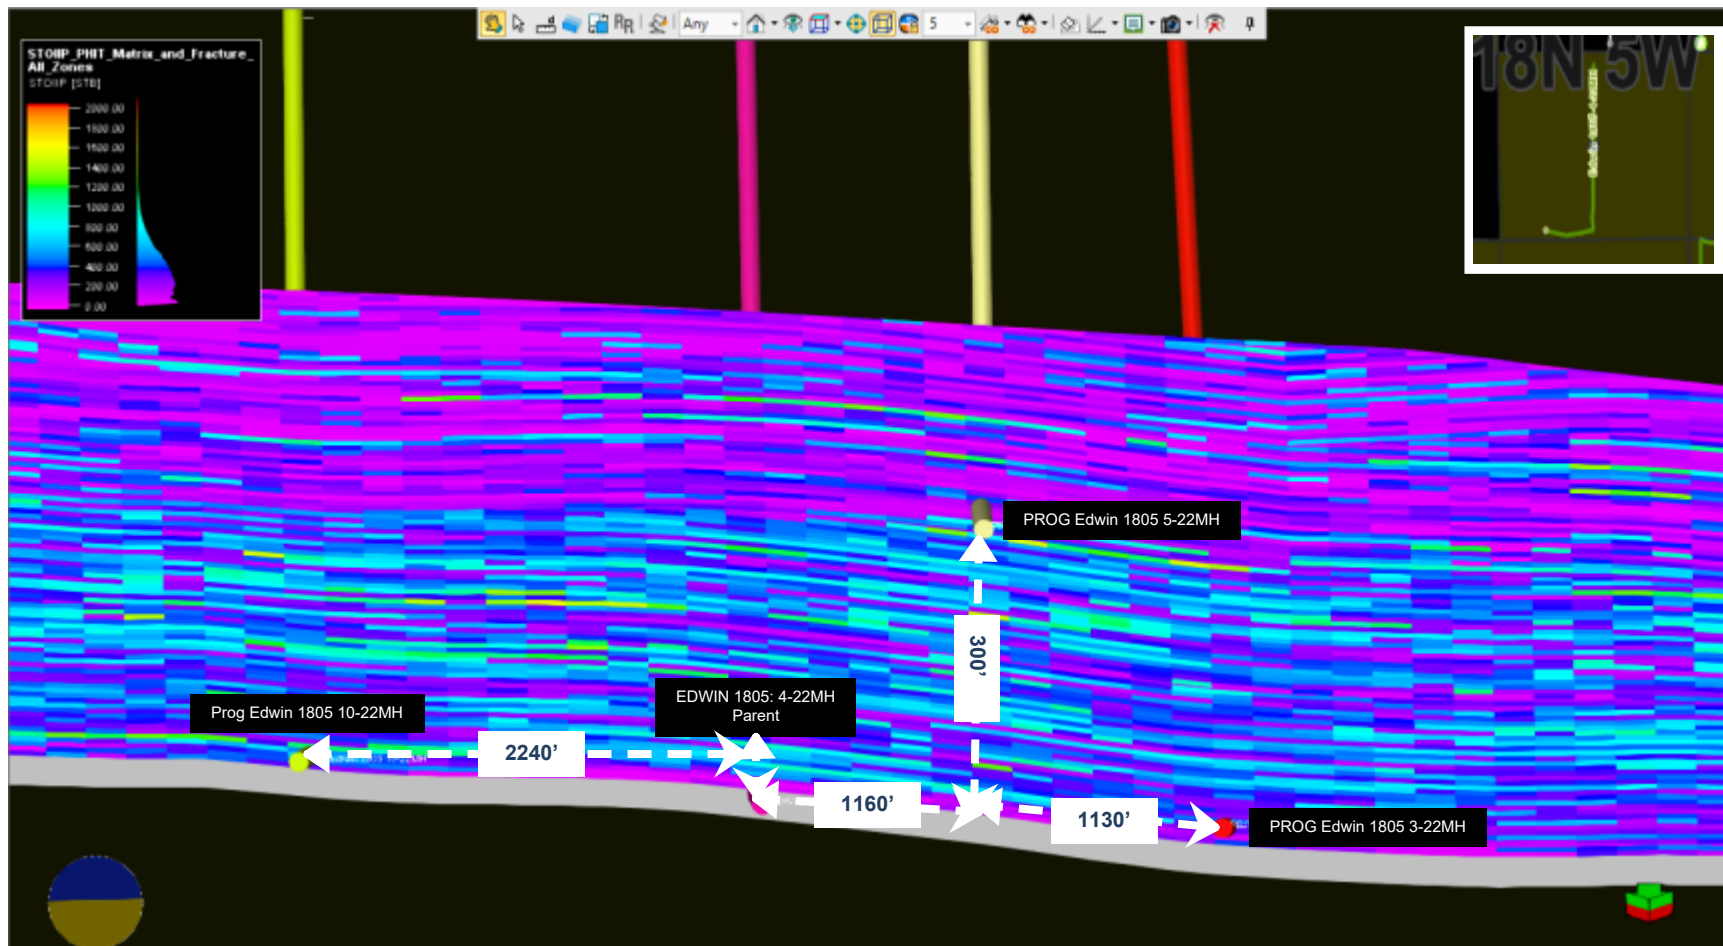 Any
5
STOIIP_PHIT_Matrix_and_Fracture_
All_Zones
STOIIP [STB]
2000.00
1800.00
1600.00
1400.00
1200.00
1000.00
800.00
600.00
400.00
200.00
0.00
18N 5W
PROG Edwin 1805 5-22MH
300’
EDWIN 1805: 4-22MH
Parent
Prog Edwin 1805 10-22MH
2240’
1160’
1130’
PROG Edwin 1805 3-22MH